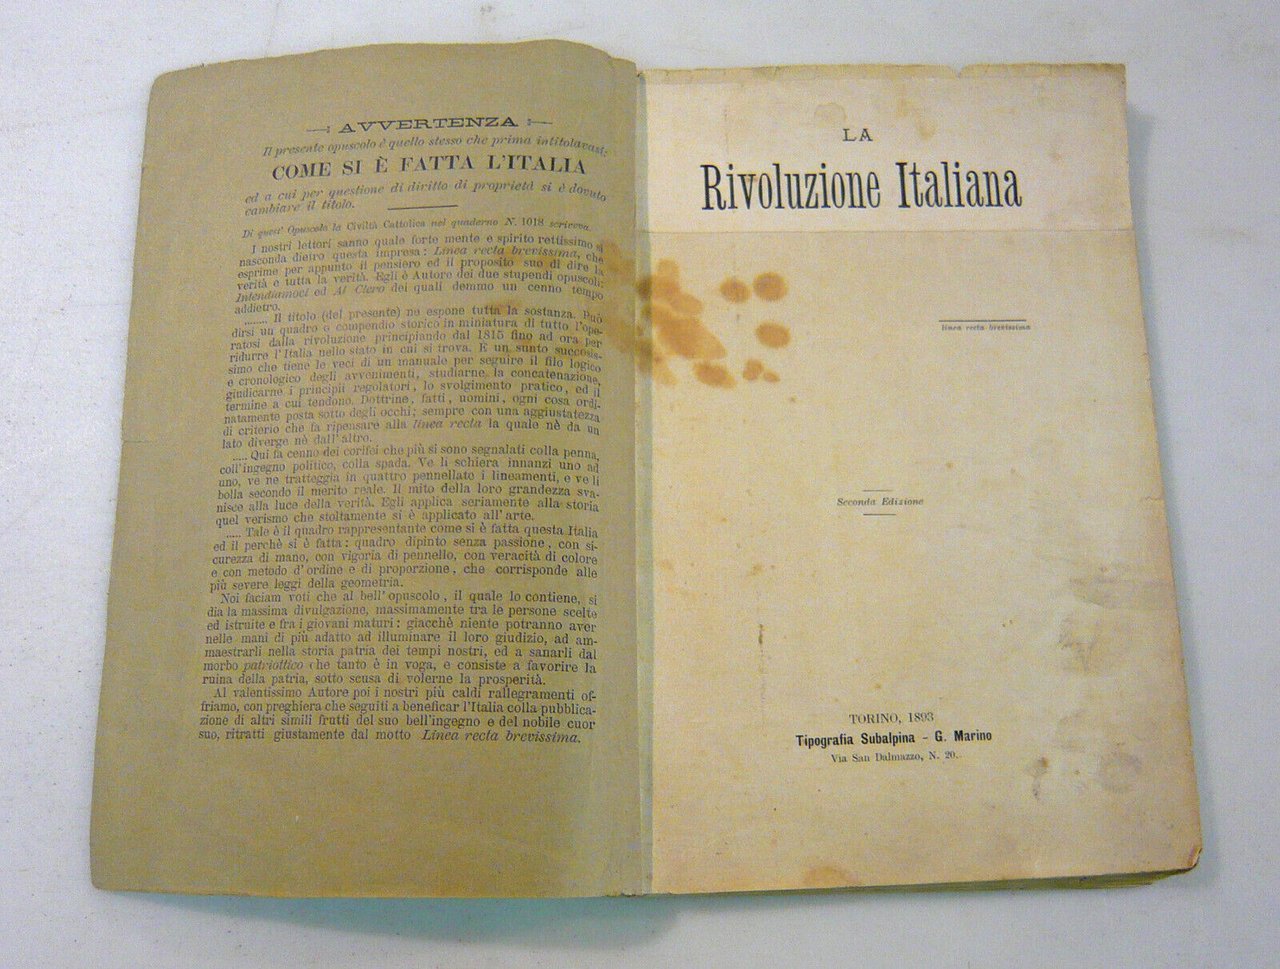 AVVERTENZA
Il presente opuscolo è quello stesso che prima intitolavasi:
COME SI È FATTA L'ITALIA
ed a cui per questione di diritto di proprietà si è dovuto
cambiare il titolo.
Di quest' Opuscolo la Civiltà Cattolica nel quaderno N. 1018 scriveva.
I nostri lettori sanno quale forte mente e spirito rettissimo si
nasconda dietro questa impresa: Linea recta brevissima, che
esprime per appunto il pensiero ed il proposito suo di dire la
verità e tutta la verità. Egli è Autore dei due stupendi opuscoli:
Intendiamoci ed Al Clero dei quali demmo un cenno tempo
addietro.
........ Il titolo (del presente) ne espone tutta la sostanza. Può
dirsi un quadro o compendio storico in miniatura di tutto l'ope-
ratosi dalla rivoluzione principiando dal 1815 fino ad ora per
ridurre l'Italia nello stato in cui si trova. È un sunto succosis-
simo che tiene le veci di un manuale per seguire il filo logico
e cronologico degli avvenimenti, studiarne la concatenazione,
giudicarne i principii regolatori, lo svolgimento pratico, ed il
termine a cui tendono. Dottrine, fatti, uomini, ogni cosa ordi-
natamente posta sotto degli occhi; sempre con una aggiustatezza
di criterio che fa ripensare alla linea recta la quale nè da un
lato diverge nè dall'altro.
..... Qui fa cenno dei corifei che più si sono segnalati colla penna,
coll'ingegno politico, colla spada. Ve li schiera innanzi uno ad
uno, ve ne tratteggia in quattro pennellate i lineamenti, e ve li
bolla secondo il merito reale. Il mito della loro grandezza sva-
nisce alla luce della verità. Egli applica seriamente alla storia
quel verismo che stoltamente si è applicato all'arte.
..... Tale è il quadro rappresentante come si è fatta questa Italia
ed il perchè si è fatta: quadro dipinto senza passione, con si-
curezza di mano, con vigoria di pennello, con veracità di colore
e con metodo d'ordine e di proporzione, che corrisponde alle
più severe leggi della geometria.
Noi faciam voti che al bell'opuscolo, il quale lo contiene, si
dia la massima divulgazione, massimamente tra le persone scelte
ed istruite e fra i giovani maturi: giacchè niente potranno aver
nelle mani di più adatto ad illuminare il loro giudizio, ad am-
maestrarli nella storia patria dei tempi nostri, ed a sanarli dal
morbo patriottico che tanto è in voga, e consiste a favorire la
ruina della patria, sotto scusa di volerne la prosperità.
Al valentissimo Autore poi i nostri più caldi rallegramenti of-
friamo, con preghiera che seguiti a beneficar l'Italia colla pubblica-
zione di altri simili frutti del suo bell'ingegno e del nobile cuor
suo, ritratti giustamente dal motto Linea recta brevissima.
LA
Rivoluzione Italiana
linea recta brevissima
Seconda Edizione
TORINO, 1893
Tipografia Subalpina - G. Marino
Via San Dalmazzo, N. 20.